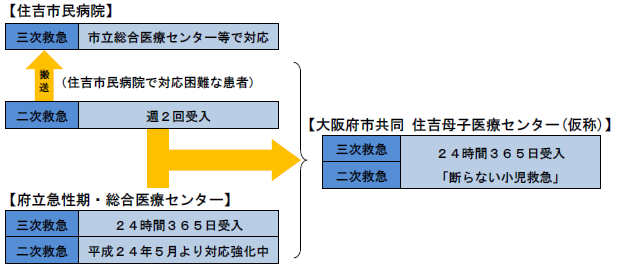 【住吉市民病院】
三次救急 市立総合医療センター等で対応
搬送 (住吉市民病院で対応困難な患者)
二次救急 週２回受入
【府立急性期・総合医療センター】
三次救急 ２４時間３６５日受入
二次救急 平成２４年５月より対応強化中
【大阪府市共同 住吉母子医療センター(仮称)】
三次救急 ２４時間３６５日受入
二次救急 「断らない小児救急」